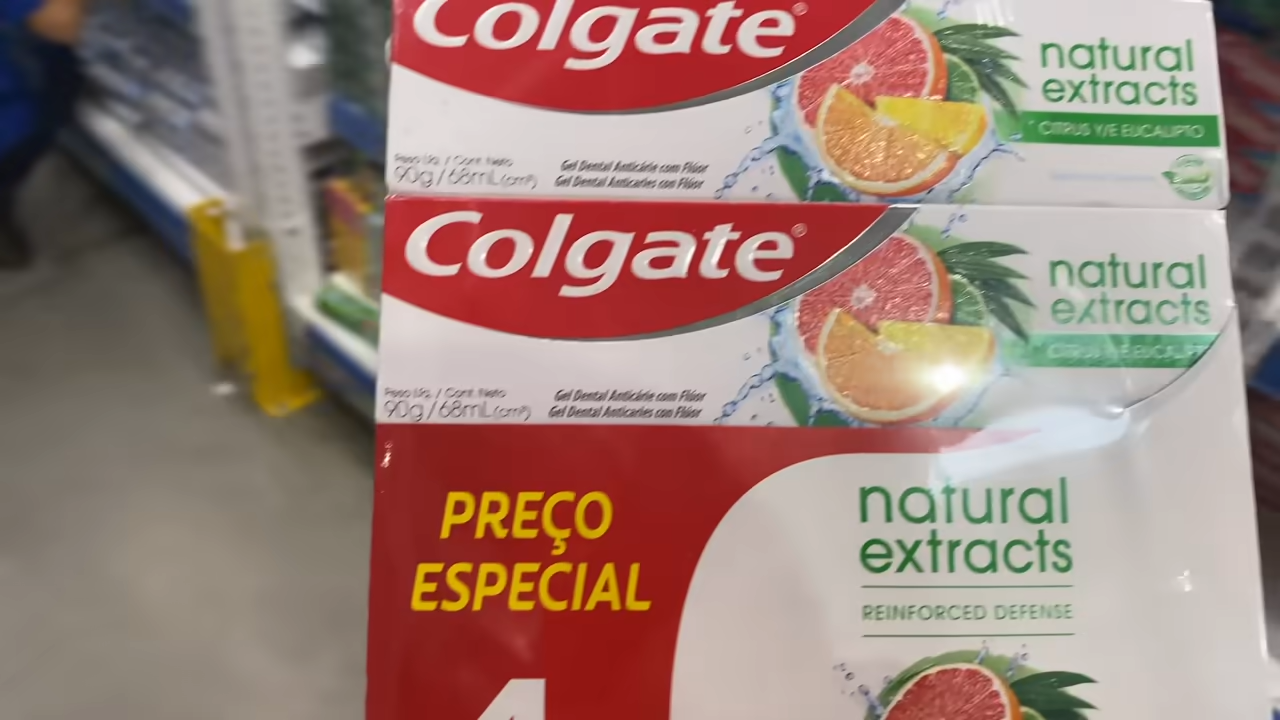 Colgate®
natural
extracts
CITRUS Y/E EUCALIPTO
Peso Líq. / Cont. Neto
90g/68mL(cm³)
Gel Dental Anticárie com Flúor
Gel Dental Anticaries con Flúor
Colgate®
natural
extracts
CITRUS Y/E EUCALIPT
Peso Líq. / Cont. Neto
90g/68mL(cm³)
Gel Dental Anticárie com Flúor
Gel Dental Anticaries con Flúor
PREÇO
ESPECIAL
natural
extracts
REINFORCED DEFENSE